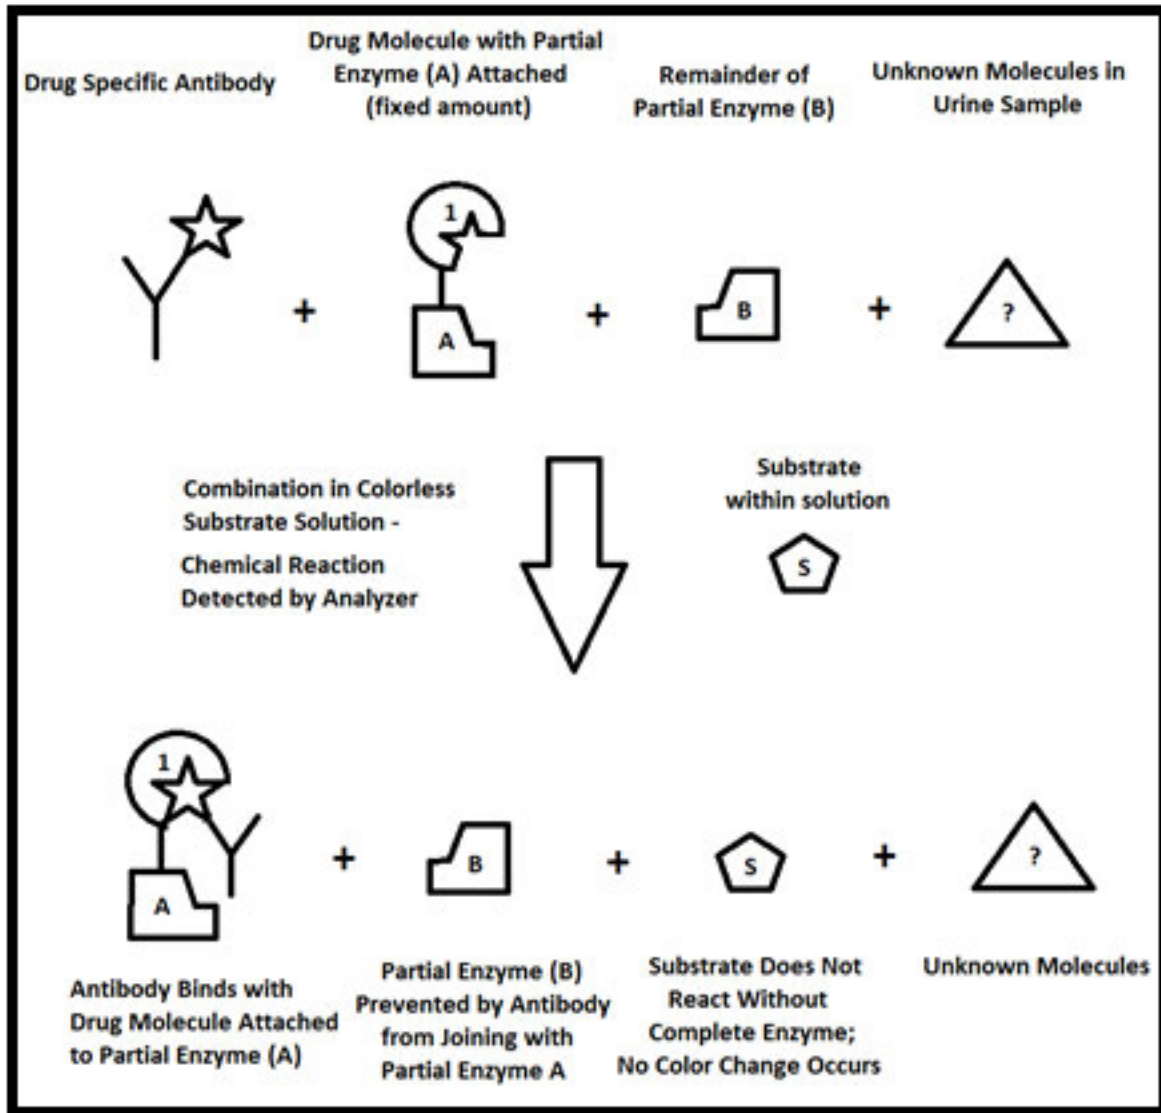 Drug Specific Antibody
Drug Molecule with Partial
Enzyme (A) Attached
(fixed amount)
Remainder of
Partial Enzyme (B)
Unknown Molecules in
Urine Sample
1
A
+
+
B
+
?
Combination in Colorless
Substrate Solution -
Chemical Reaction
Detected by Analyzer
Substrate
within solution
S
1
A
+
B
+
S
+
?
Antibody Binds with
Drug Molecule Attached
to Partial Enzyme (A)
Partial Enzyme (B)
Prevented by Antibody
from Joining with
Partial Enzyme A
Substrate Does Not
React Without
Complete Enzyme;
No Color Change Occurs
Unknown Molecules